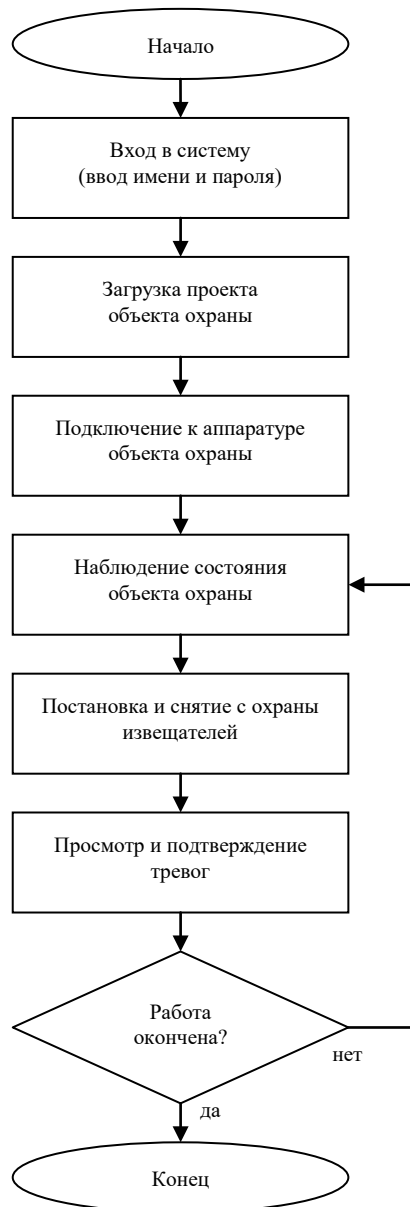 Начало
Вход в систему
(ввод имени и пароля)
Загрузка проекта
объекта охраны
Подключение к аппаратуре
объекта охраны
Наблюдение состояния
объекта охраны
Постановка и снятие с охраны
извещателей
Просмотр и подтверждение
тревог
Работа
окончена?
нет
да
Конец